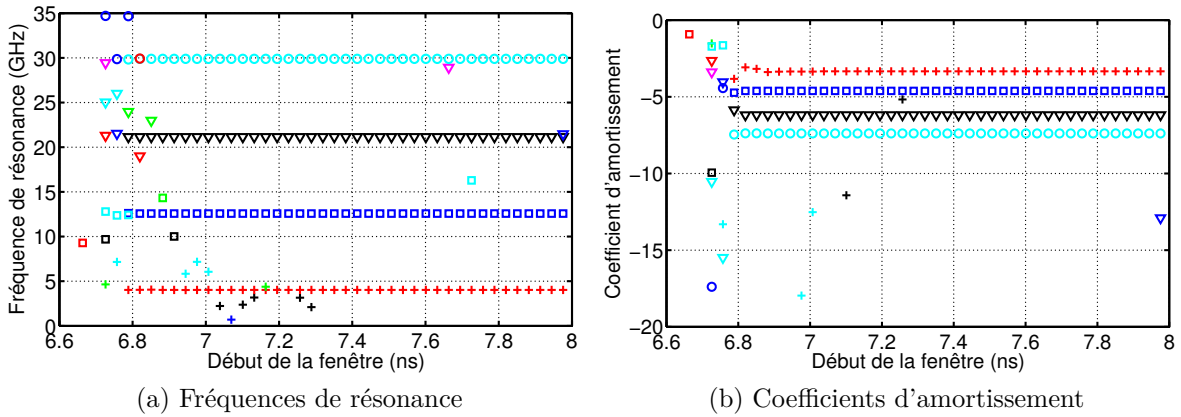 35
30
25
20
15
10
5
0
Fréquence de résonance (GHz)
6.6 6.8 7 7.2 7.4 7.6 7.8 8
Début de la fenêtre (ns)
(a) Fréquences de résonance
0
−5
−10
−15
−20
Coefficient d'amortissement
6.6 6.8 7 7.2 7.4 7.6 7.8 8
Début de la fenêtre (ns)
(b) Coefficients d'amortissement